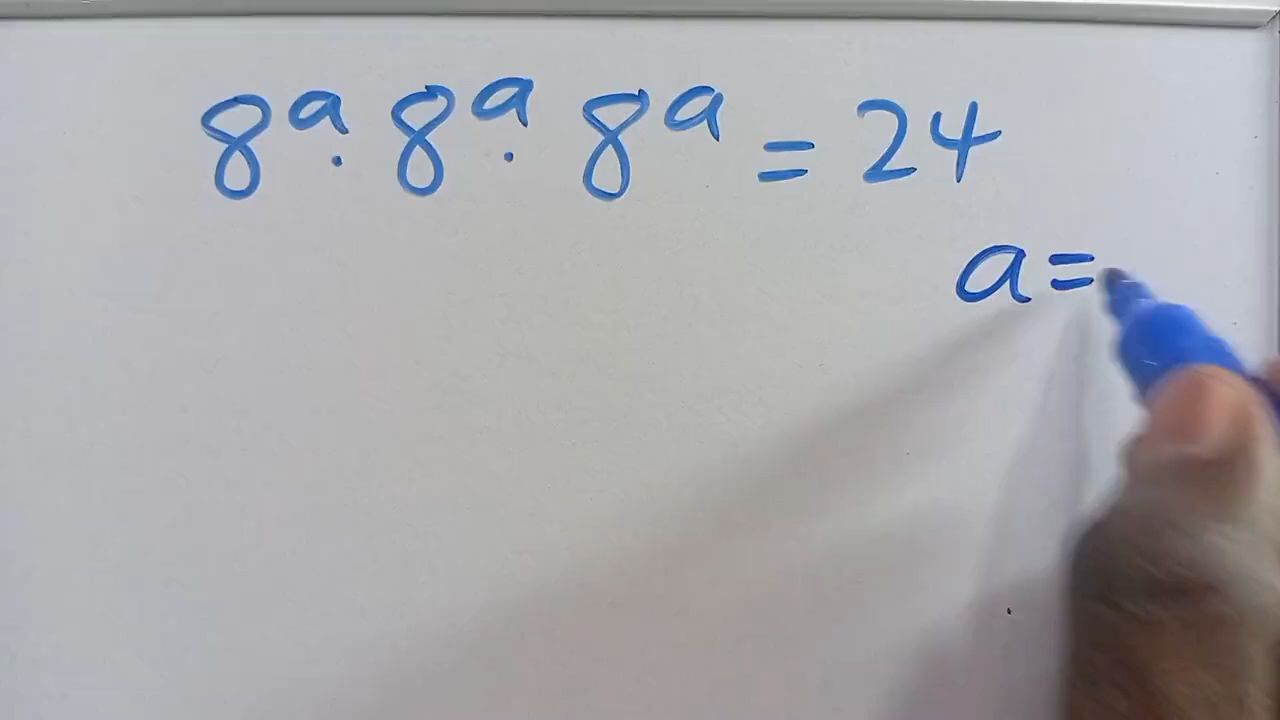 8ᵃ · 8ᵃ · 8ᵃ = 24
a =